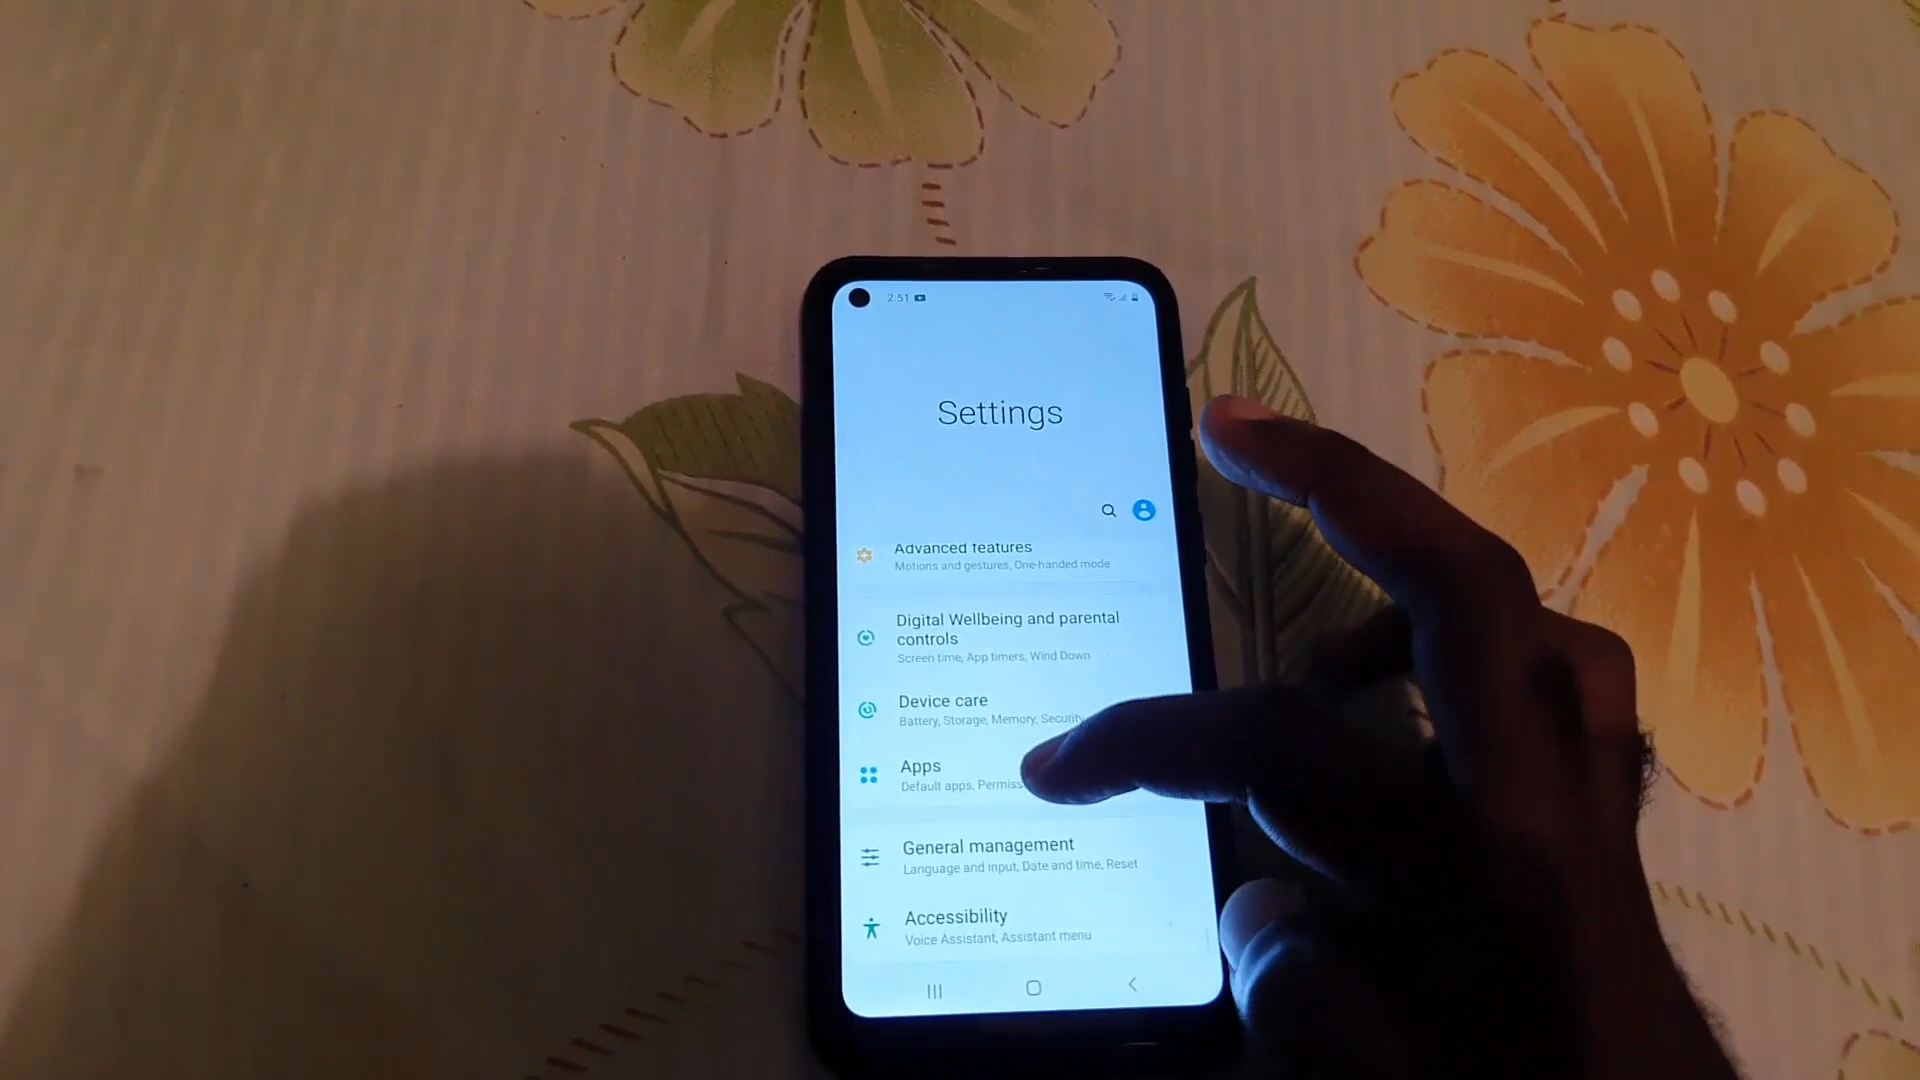 2:51
Settings
Advanced features
Motions and gestures, One-handed mode
Digital Wellbeing and parental
controls
Screen time, App timers, Wind Down
Device care
Battery, Storage, Memory, Security
Apps
Default apps, Permiss
General management
Language and input, Date and time, Reset
Accessibility
Voice Assistant, Assistant menu